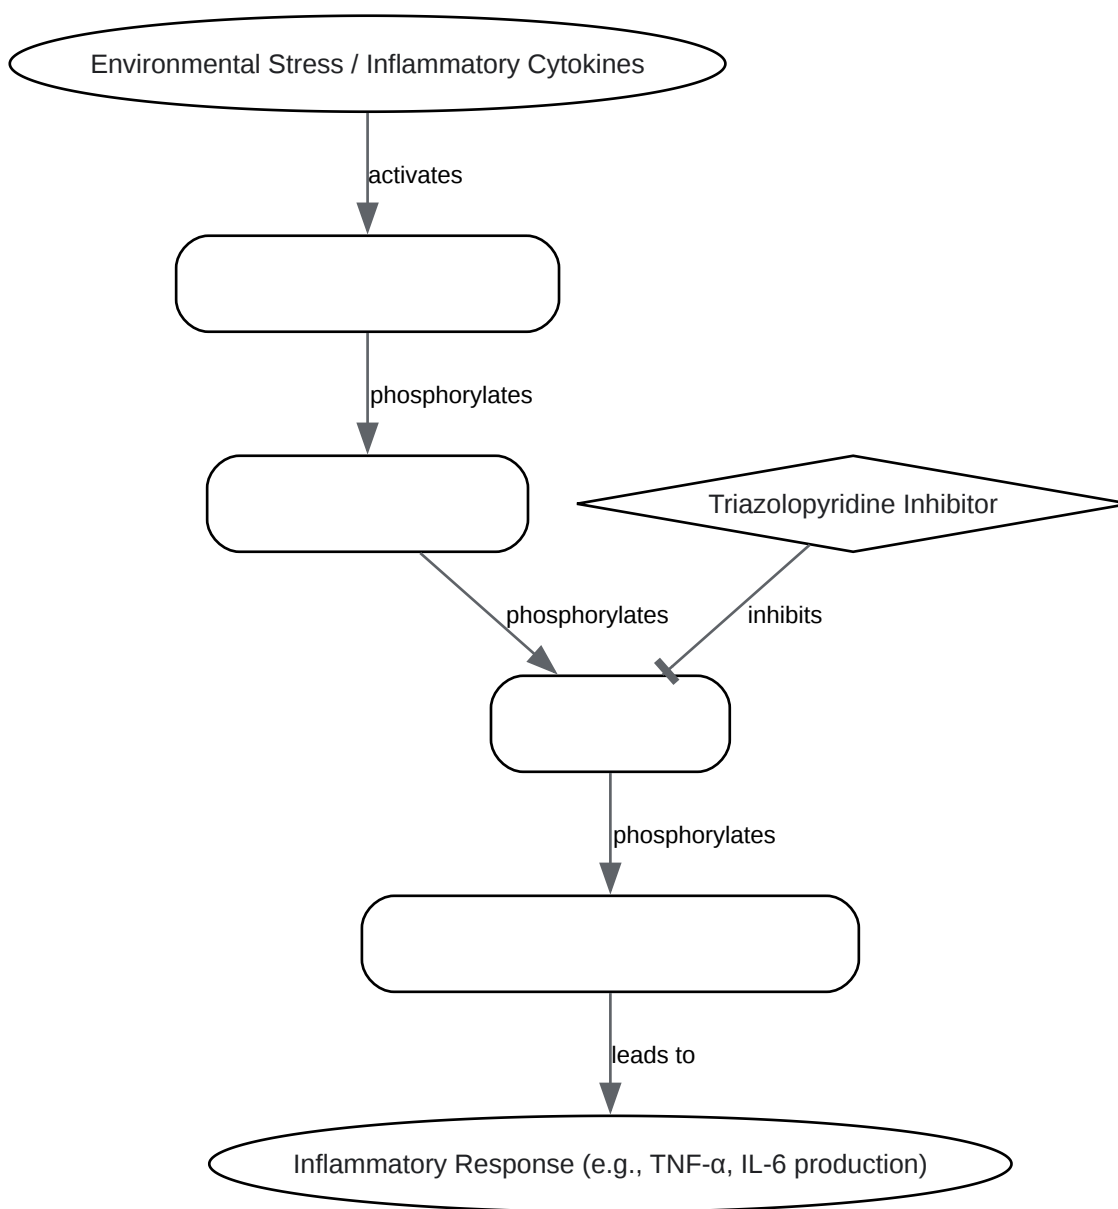 Environmental Stress / Inflammatory Cytokines
activates
phosphorylates
Triazolopyridine Inhibitor
phosphorylates
inhibits
phosphorylates
leads to
Inflammatory Response (e.g., TNF-α, IL-6 production)